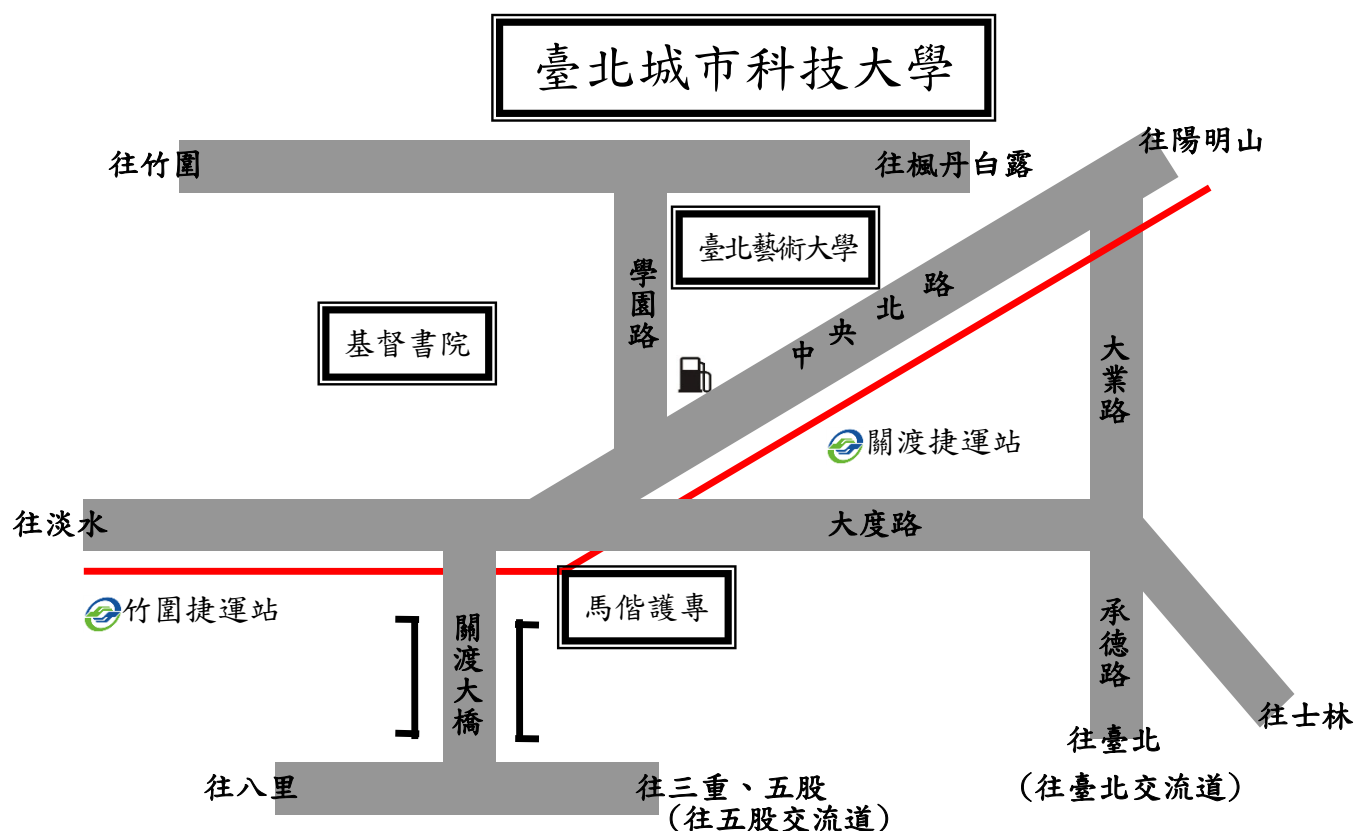 臺北城市科技大學
往竹圍
往楓丹白露
往陽明山
臺北藝術大學
學園路
中央北路
基督書院
大業路
關渡捷運站
往淡水
大度路
竹圍捷運站
關渡大橋
馬偕護專
承德路
往士林
往臺北
(往臺北交流道)
往八里
往三重、五股
(往五股交流道)